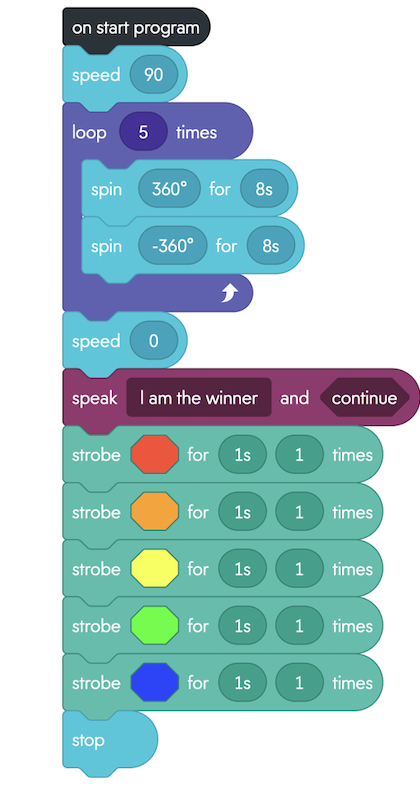 on start program
speed 90
loop 5 times
spin 360° for 8s
spin -360° for 8s
speed 0
speak I am the winner and continue
strobe for 1s 1 times
strobe for 1s 1 times
strobe for 1s 1 times
strobe for 1s 1 times
strobe for 1s 1 times
stop